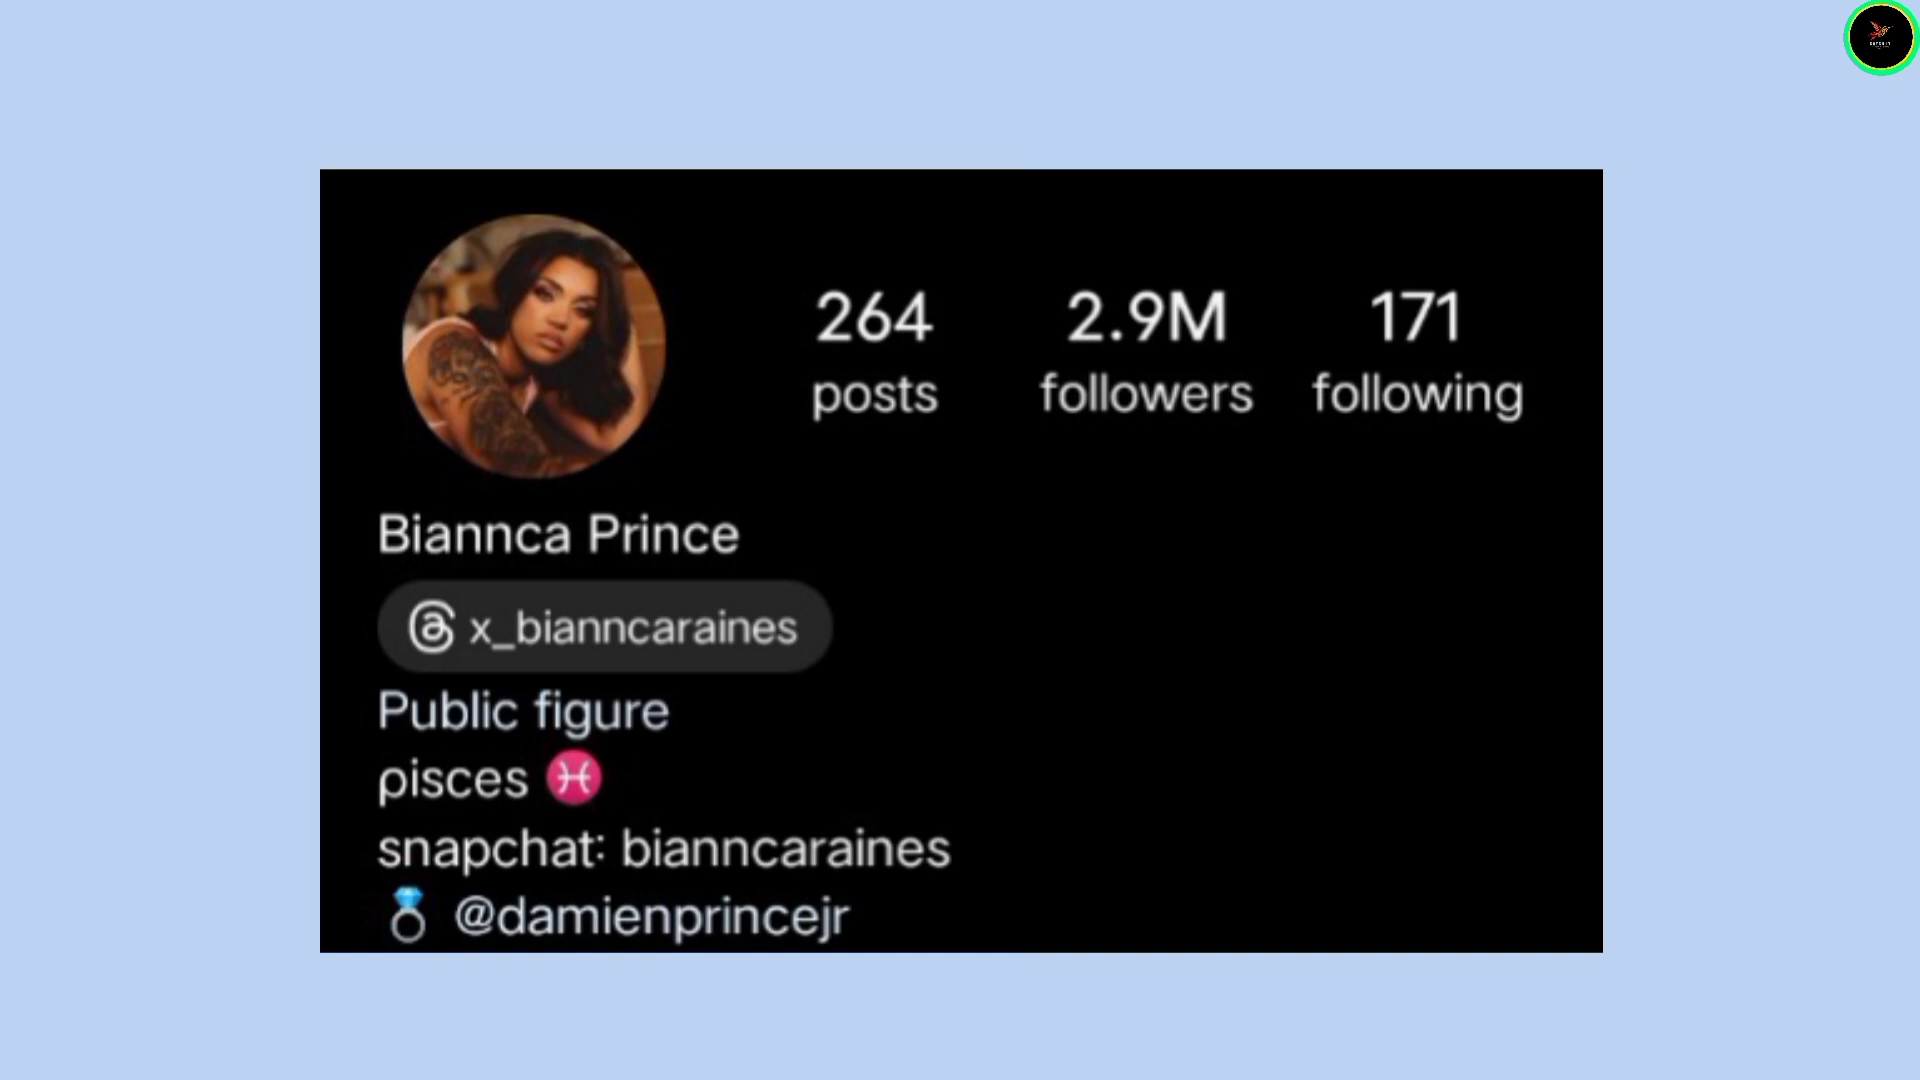 264 2.9M 171
posts followers following
Biannca Prince
x_bianncaraines
Public figure
pisces ♓
snapchat: bianncaraines
💍 @damienprincejr